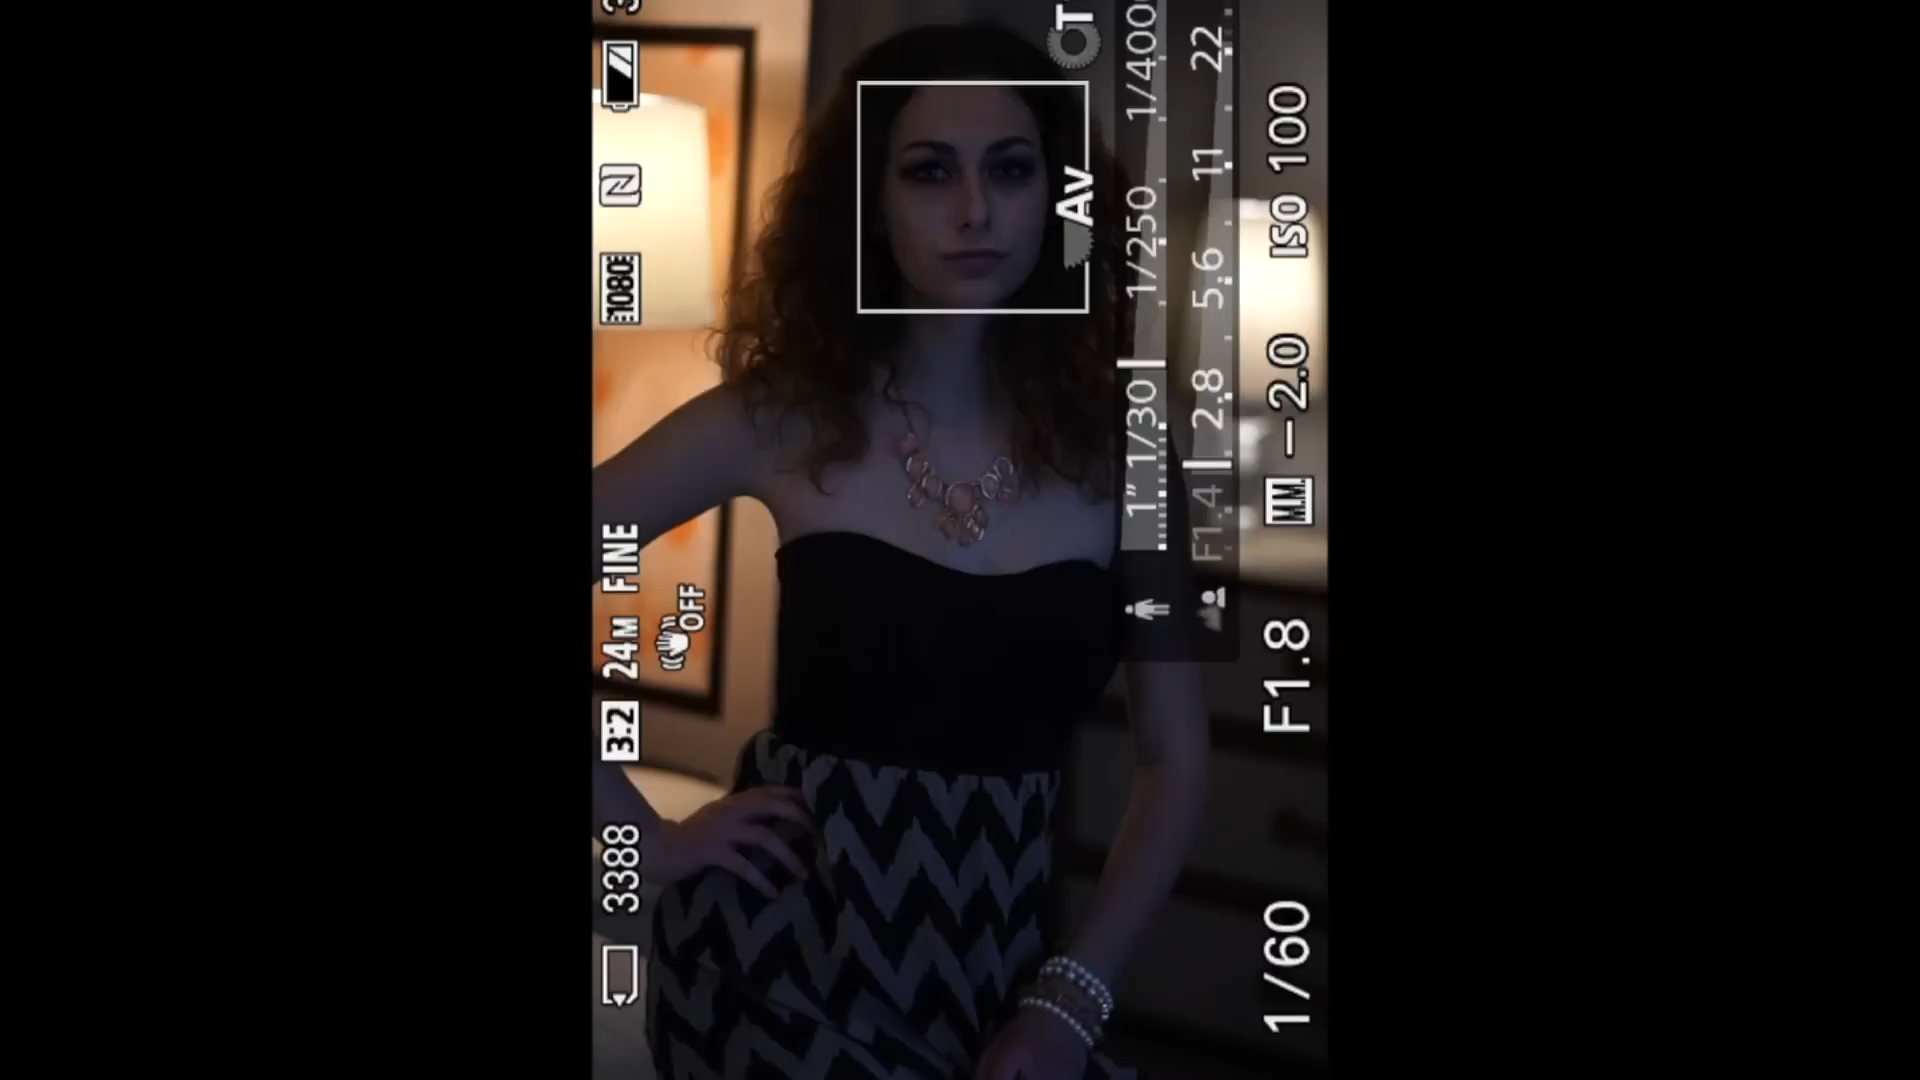 3388
3:2
24M
FINE
1080
OFF
Av
T
1"
1/30
1/250
1/400
F1.4
2.8
5.6
11
22
1/60
F1.8
M.M.
–2.0
ISO 100